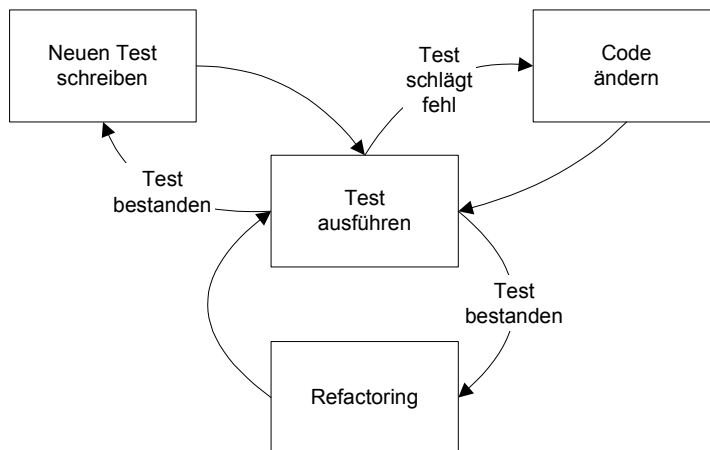 Neuen Test
schreiben
Test
schlägt
fehl
Code
ändern
Test
bestanden
Test
ausführen
Test
bestanden
Refactoring